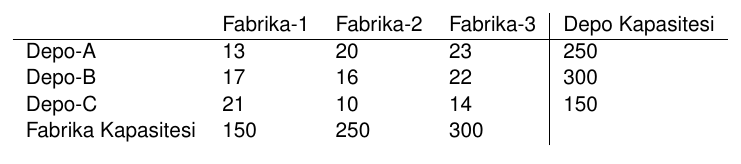 Fabrika-1 Fabrika-2 Fabrika-3 Depo Kapasitesi
Depo-A 13 20 23 250
Depo-B 17 16 22 300
Depo-C 21 10 14 150
Fabrika Kapasitesi 150 250 300